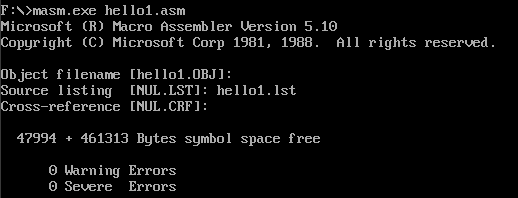 F:\>masm.exe hello1.asm
Microsoft (R) Macro Assembler Version 5.10
Copyright (C) Microsoft Corp 1981, 1988.  All rights reserved.
Object filename [hello1.OBJ]:
Source listing  [NUL.LST]: hello1.lst
Cross-reference [NUL.CRF]:
47994 + 461313 Bytes symbol space free
0 Warning Errors
0 Severe  Errors